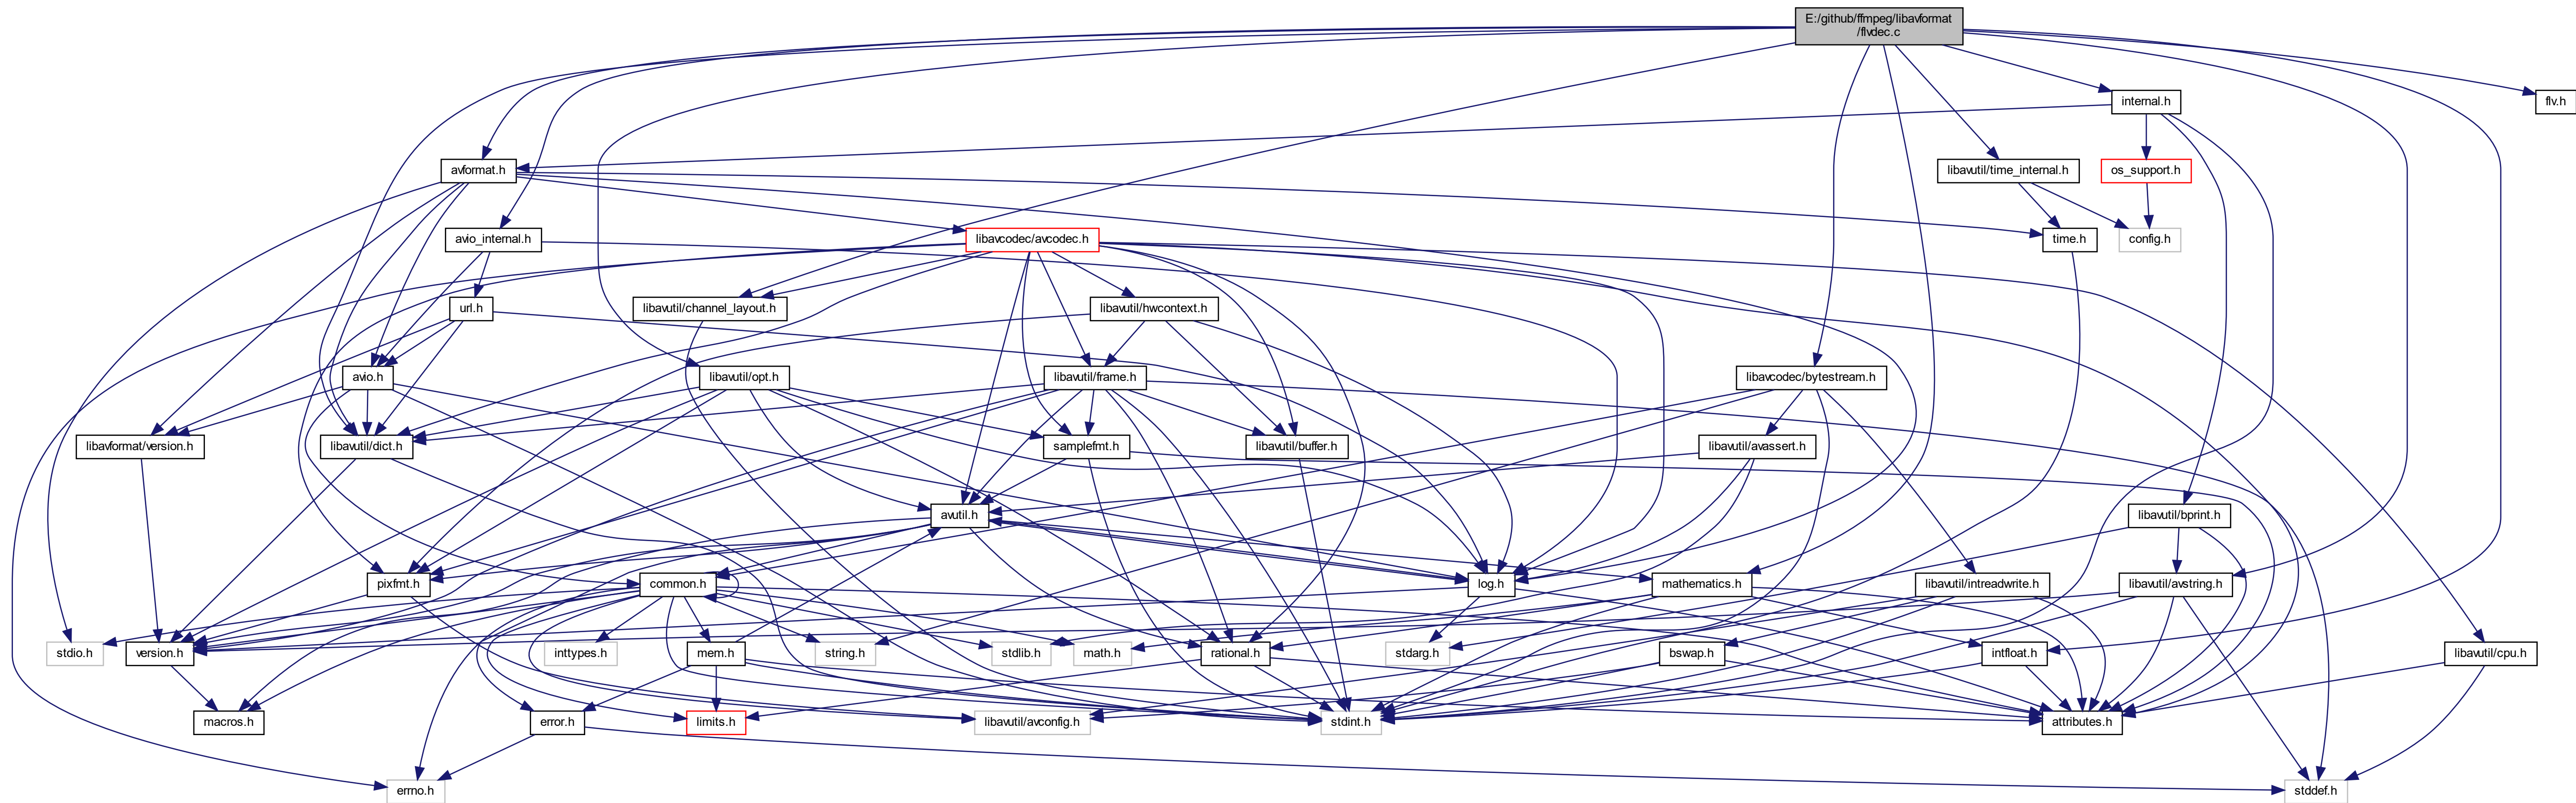 E:/github/ffmpeg/libavformat
/flvdec.c
flv.h
internal.h
avformat.h
libavutil/time_internal.h
os_support.h
avio_internal.h
libavcodec/avcodec.h
time.h
config.h
url.h
libavutil/channel_layout.h
libavutil/hwcontext.h
avio.h
libavutil/opt.h
libavutil/frame.h
libavcodec/bytestream.h
libavformat/version.h
libavutil/dict.h
samplefmt.h
libavutil/buffer.h
libavutil/avassert.h
avutil.h
libavutil/bprint.h
pixfmt.h
common.h
log.h
mathematics.h
libavutil/intreadwrite.h
libavutil/avstring.h
stdio.h
version.h
inttypes.h
mem.h
string.h
stdlib.h
math.h
rational.h
stdarg.h
bswap.h
intfloat.h
libavutil/cpu.h
macros.h
error.h
limits.h
libavutil/avconfig.h
stdint.h
attributes.h
errno.h
stddef.h